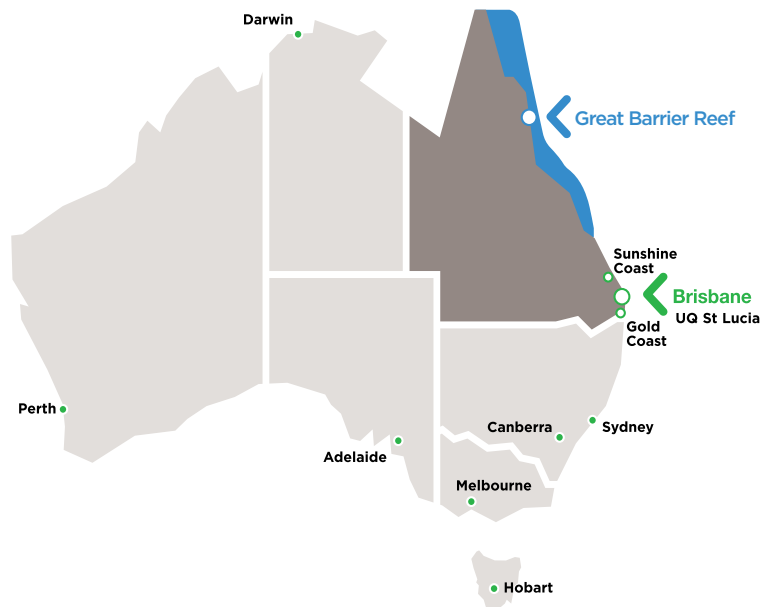 Darwin
Great Barrier Reef
Sunshine
Coast
Brisbane
UQ St Lucia
Gold
Coast
Perth
Canberra
Sydney
Adelaide
Melbourne
Hobart